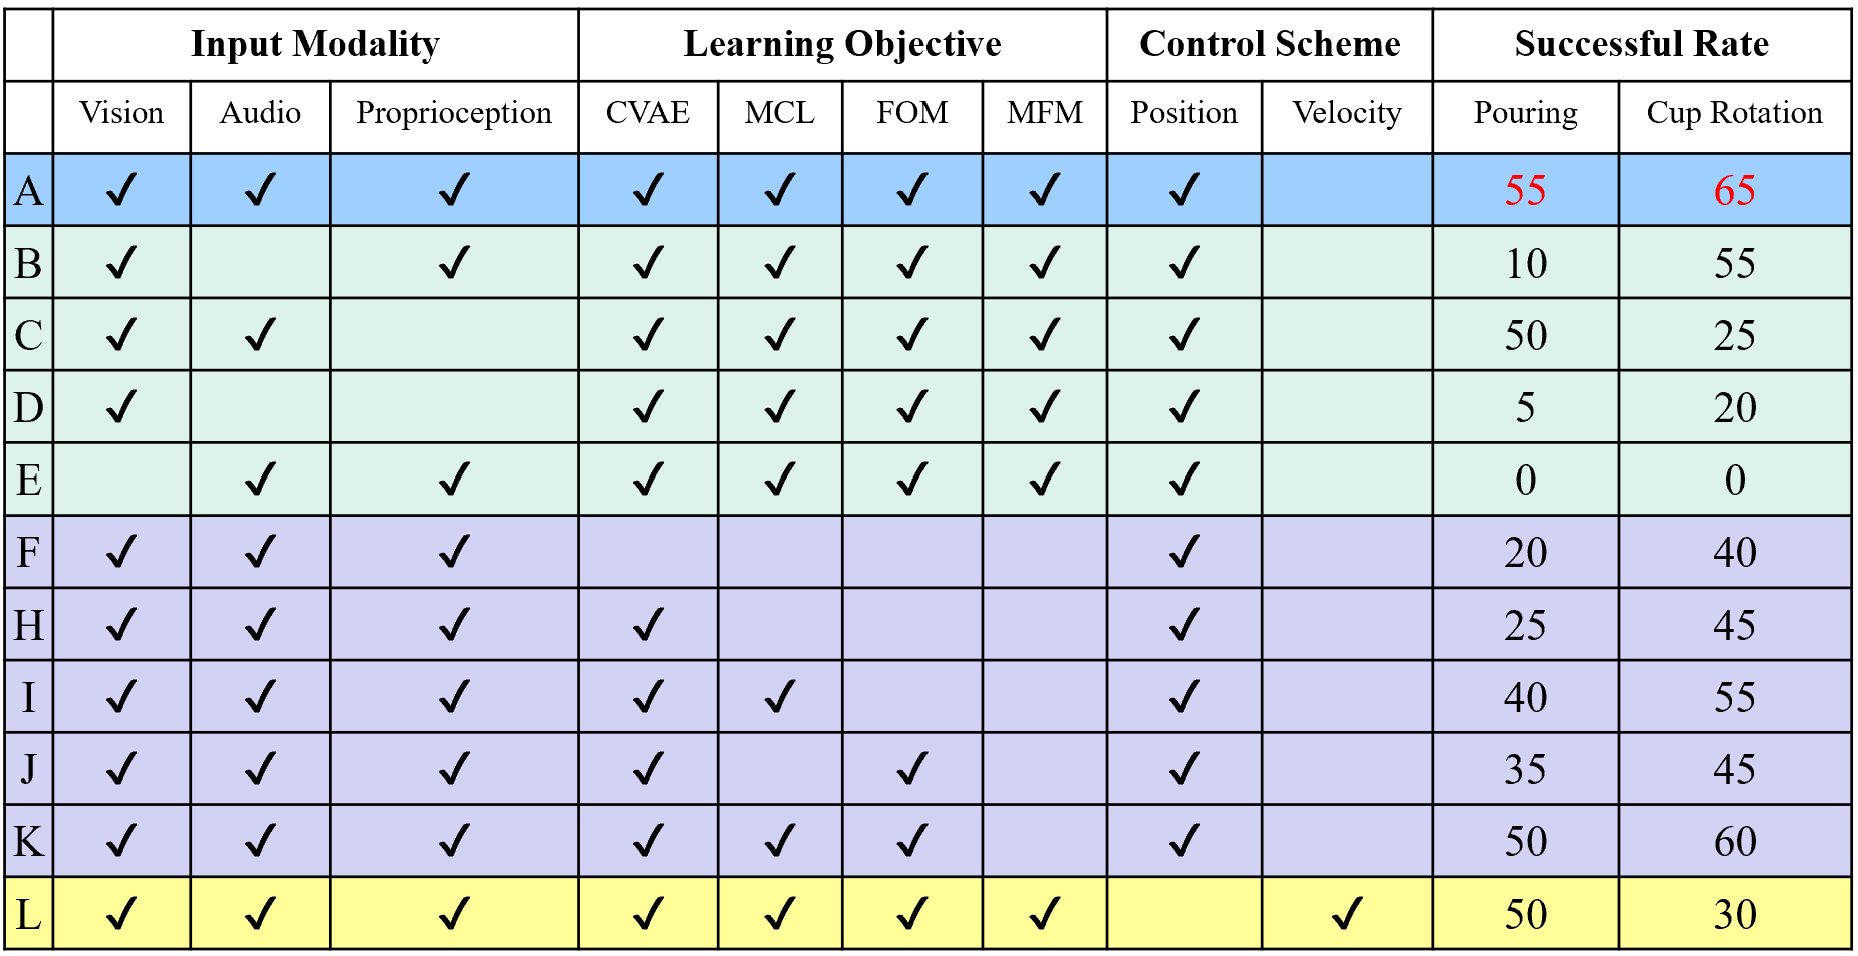 Input Modality Learning Objective Control Scheme Successful Rate
Vision Audio Proprioception CVAE MCL FOM MFM Position Velocity Pouring Cup Rotation
A ✓ ✓ ✓ ✓ ✓ ✓ ✓ ✓ 55 65
B ✓ ✓ ✓ ✓ ✓ ✓ ✓ 10 55
C ✓ ✓ ✓ ✓ ✓ ✓ ✓ 50 25
D ✓ ✓ ✓ ✓ ✓ ✓ 5 20
E ✓ ✓ ✓ ✓ ✓ ✓ ✓ 0 0
F ✓ ✓ ✓ ✓ 20 40
H ✓ ✓ ✓ ✓ ✓ 25 45
I ✓ ✓ ✓ ✓ ✓ ✓ 40 55
J ✓ ✓ ✓ ✓ ✓ ✓ 35 45
K ✓ ✓ ✓ ✓ ✓ ✓ ✓ 50 60
L ✓ ✓ ✓ ✓ ✓ ✓ ✓ ✓ 50 30